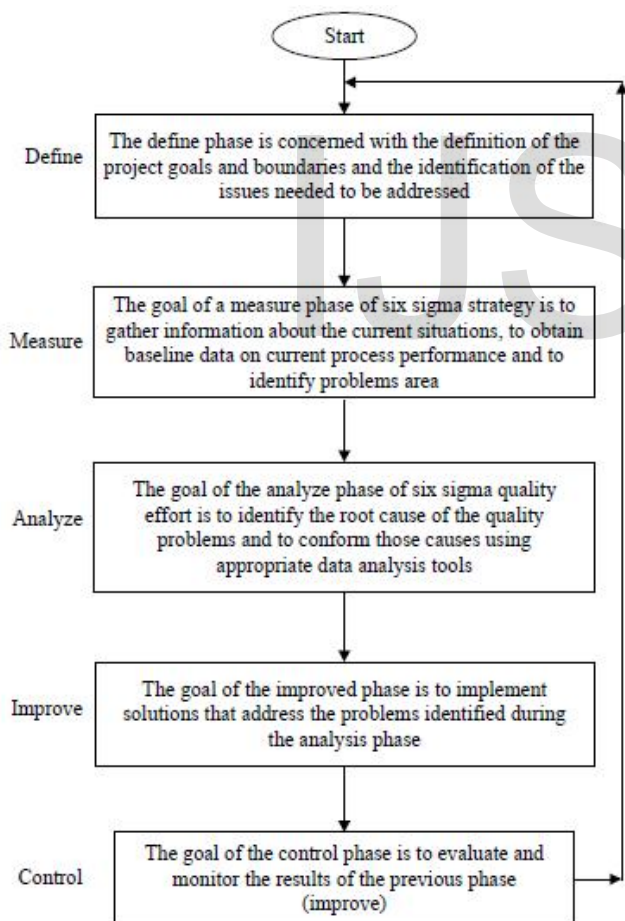 Start
Define
The define phase is concerned with the definition of the
project goals and boundaries and the identification of the
issues needed to be addressed
Measure
The goal of a measure phase of six sigma strategy is to
gather information about the current situations, to obtain
baseline data on current process performance and to
identify problems area
Analyze
The goal of the analyze phase of six sigma quality
effort is to identify the root cause of the quality
problems and to conform those causes using
appropriate data analysis tools
Improve
The goal of the improved phase is to implement
solutions that address the problems identified during
the analysis phase
Control
The goal of the control phase is to evaluate and
monitor the results of the previous phase
(improve)
IJS